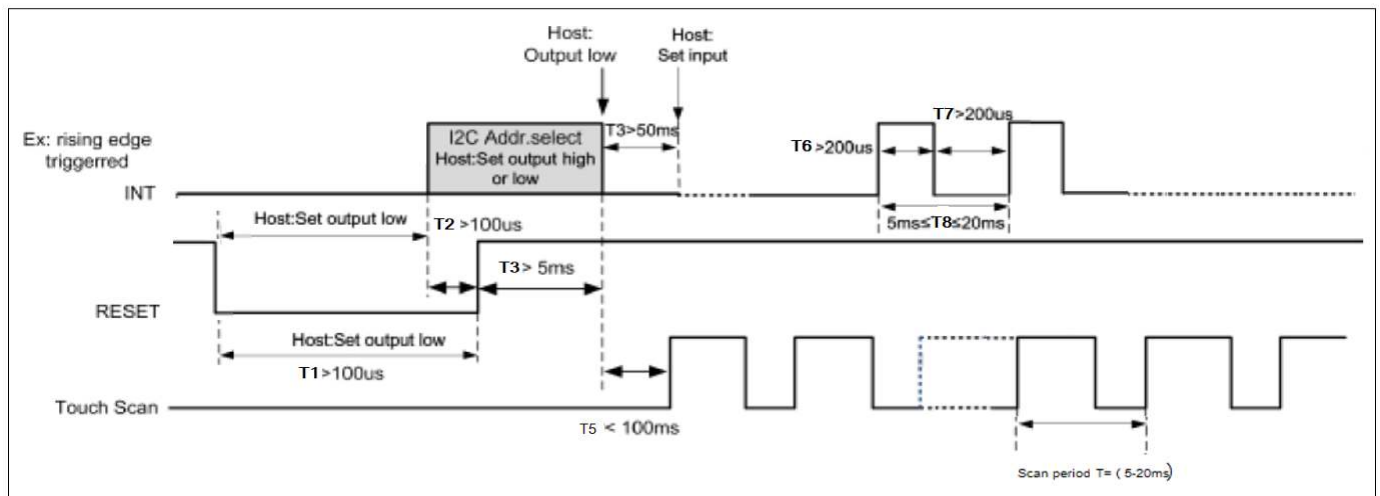 Host:
Output low
Host:
Set input
Ex: rising edge
triggerred
INT
I2C Addr.select
Host:Set output high
or low
T3>50ms
T6>200us
T7>200us
5ms≤T8≤20ms
Host:Set output low
T2>100us
T3> 5ms
RESET
Host:Set output low
T1>100us
Touch Scan
T5 < 100ms
Scan period T= ( 5-20ms)